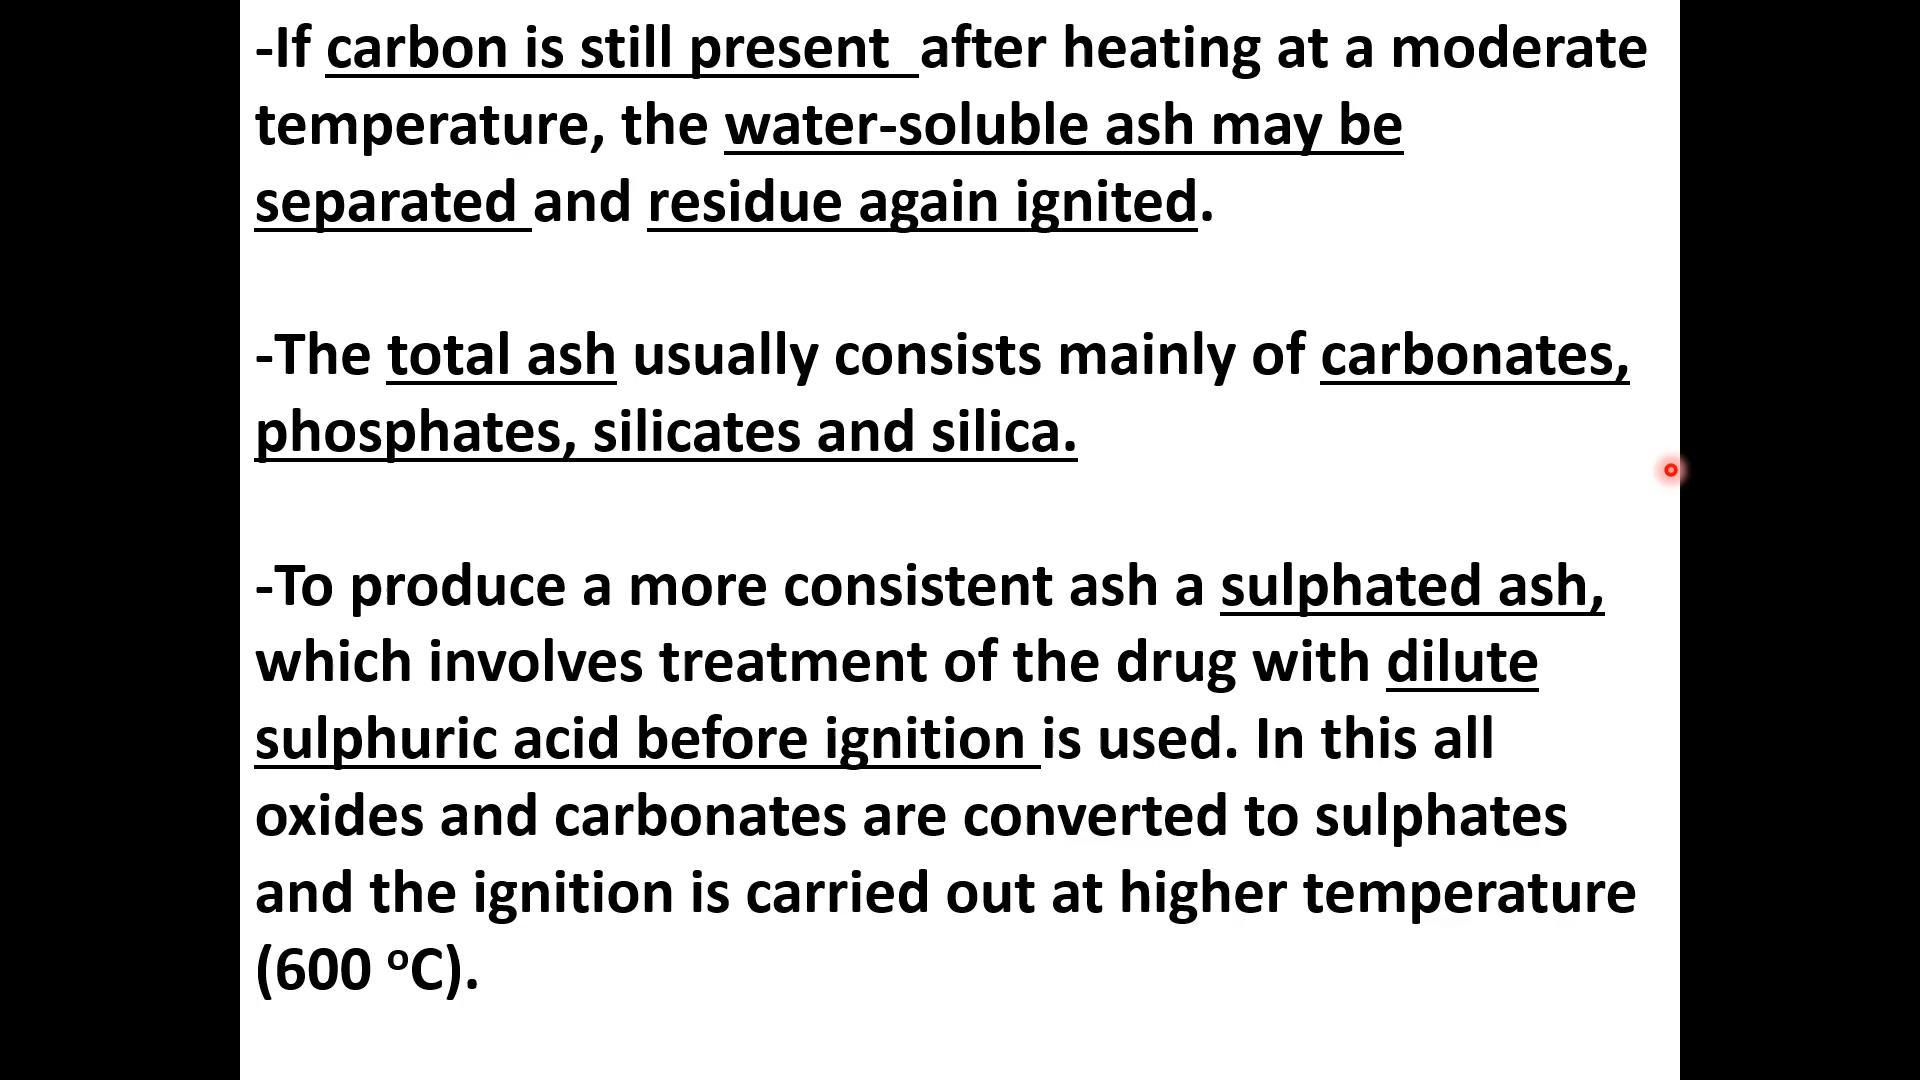 -If carbon is still present  after heating at a moderate
temperature, the water-soluble ash may be
separated and residue again ignited.
-The total ash usually consists mainly of carbonates,
phosphates, silicates and silica.
-To produce a more consistent ash a sulphated ash,
which involves treatment of the drug with dilute
sulphuric acid before ignition is used. In this all
oxides and carbonates are converted to sulphates
and the ignition is carried out at higher temperature
(600 ᵒC).